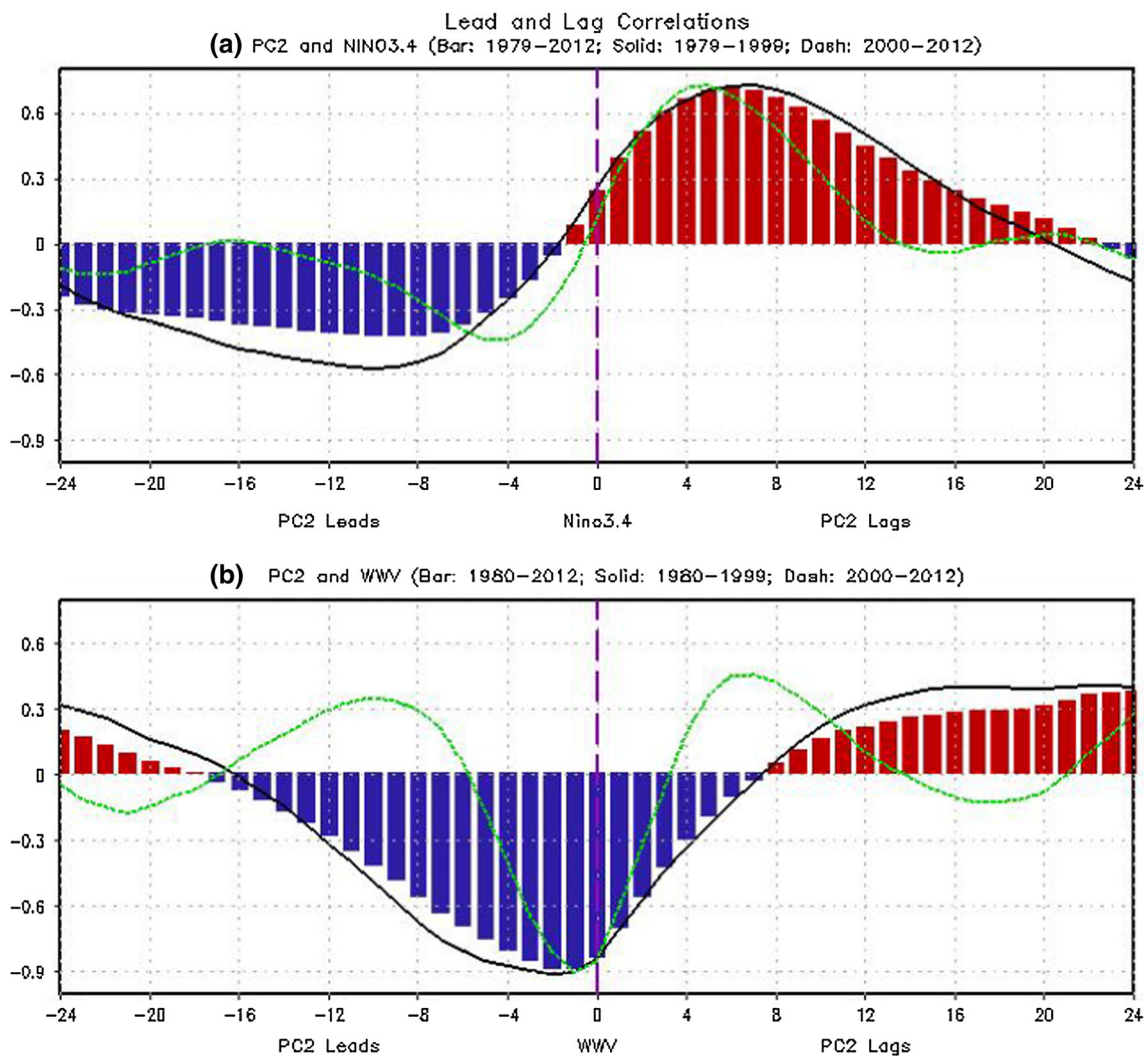 Lead and Lag Correlations
(a) PC2 and NINO3.4 (Bar: 1979-2012; Solid: 1979-1999; Dash: 2000-2012)
0.6
0.3
0
-0.3
-0.6
-0.9
-24 -20 -16 -12 -8 -4 0 4 8 12 16 20 24
PC2 Leads Nino3.4 PC2 Lags
(b) PC2 and WWV (Bar: 1980-2012; Solid: 1980-1999; Dash: 2000-2012)
0.6
0.3
0
-0.3
-0.6
-0.9
-24 -20 -16 -12 -8 -4 0 4 8 12 16 20 24
PC2 Leads WWV PC2 Lags